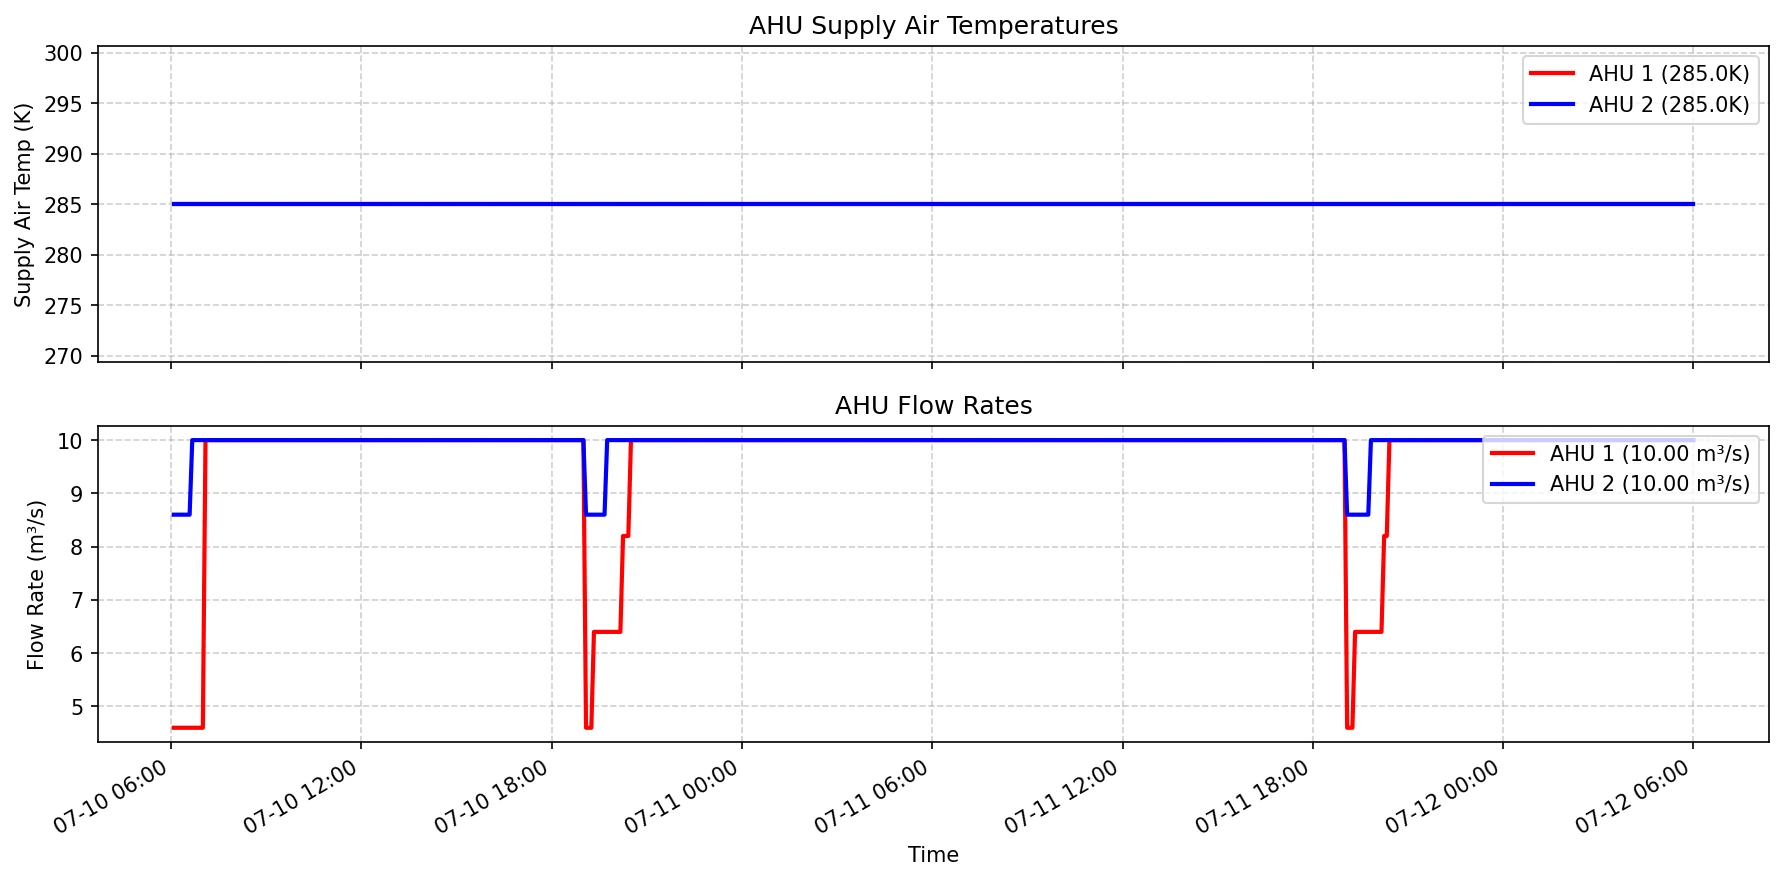 AHU Supply Air Temperatures
Supply Air Temp (K)
300
295
290
285
280
275
270
AHU 1 (285.0K)
AHU 2 (285.0K)
AHU Flow Rates
Flow Rate (m³/s)
10
9
8
7
6
5
AHU 1 (10.00 m³/s)
AHU 2 (10.00 m³/s)
07-10 06:00
07-10 12:00
07-10 18:00
07-11 00:00
07-11 06:00
07-11 12:00
07-11 18:00
07-12 00:00
07-12 06:00
Time